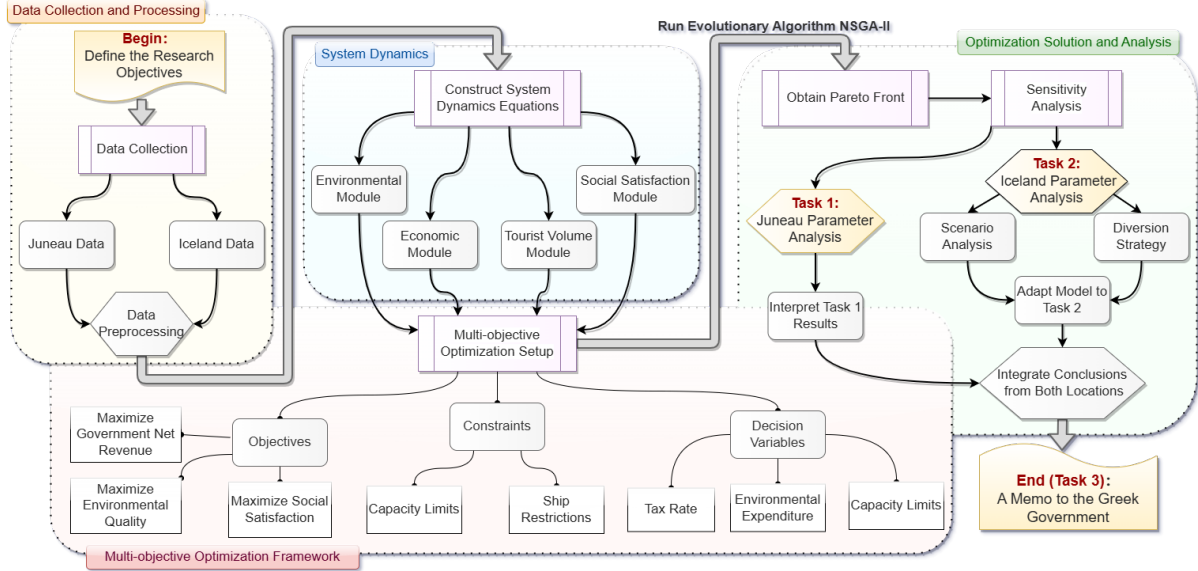 Data Collection and Processing
Begin:
Define the Research
Objectives
Data Collection
Juneau Data
Iceland Data
Data
Preprocessing
System Dynamics
Construct System
Dynamics Equations
Environmental
Module
Economic
Module
Tourist Volume
Module
Social Satisfaction
Module
Run Evolutionary Algorithm NSGA-II
Optimization Solution and Analysis
Obtain Pareto Front
Sensitivity
Analysis
Task 1:
Juneau Parameter
Analysis
Task 2:
Iceland Parameter
Analysis
Scenario
Analysis
Diversion
Strategy
Interpret Task 1
Results
Adapt Model to
Task 2
Integrate Conclusions
from Both Locations
End (Task 3):
A Memo to the Greek
Government
Multi-objective
Optimization Setup
Objectives
Maximize
Government Net
Revenue
Maximize
Environmental
Quality
Maximize Social
Satisfaction
Constraints
Capacity Limits
Ship
Restrictions
Decision
Variables
Tax Rate
Environmental
Expenditure
Capacity Limits
Multi-objective Optimization Framework